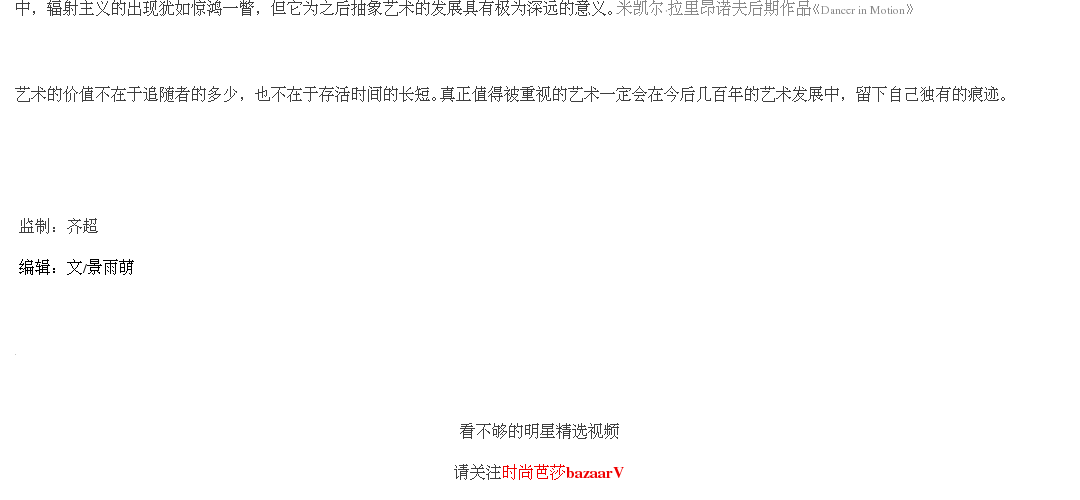 中，辐射主义的出现犹如惊鸿一瞥，但它为之后抽象艺术的发展具有极为深远的意义。米凯尔·拉里昂诺夫后期作品《Dancer in Motion》
艺术的价值不在于追随者的多少，也不在于存活时间的长短。真正值得被重视的艺术一定会在今后几百年的艺术发展中，留下自己独有的痕迹。
监制：齐超
编辑：文/景雨萌
看不够的明星精选视频
请关注时尚芭莎bazaarV